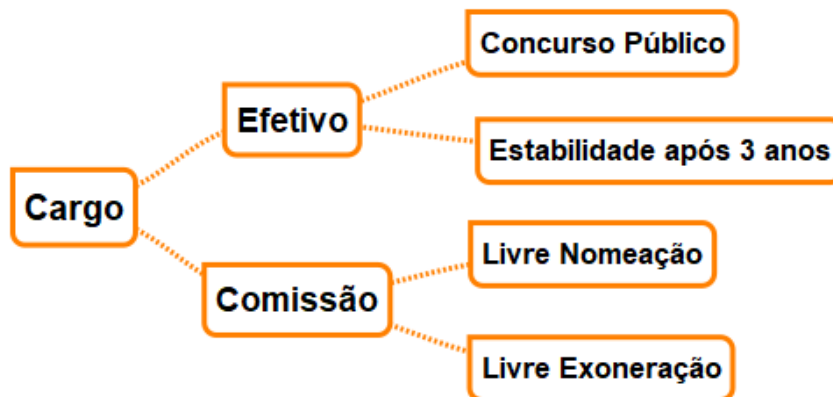 Cargo
Efetivo
Concurso Público
Estabilidade após 3 anos
Comissão
Livre Nomeação
Livre Exoneração